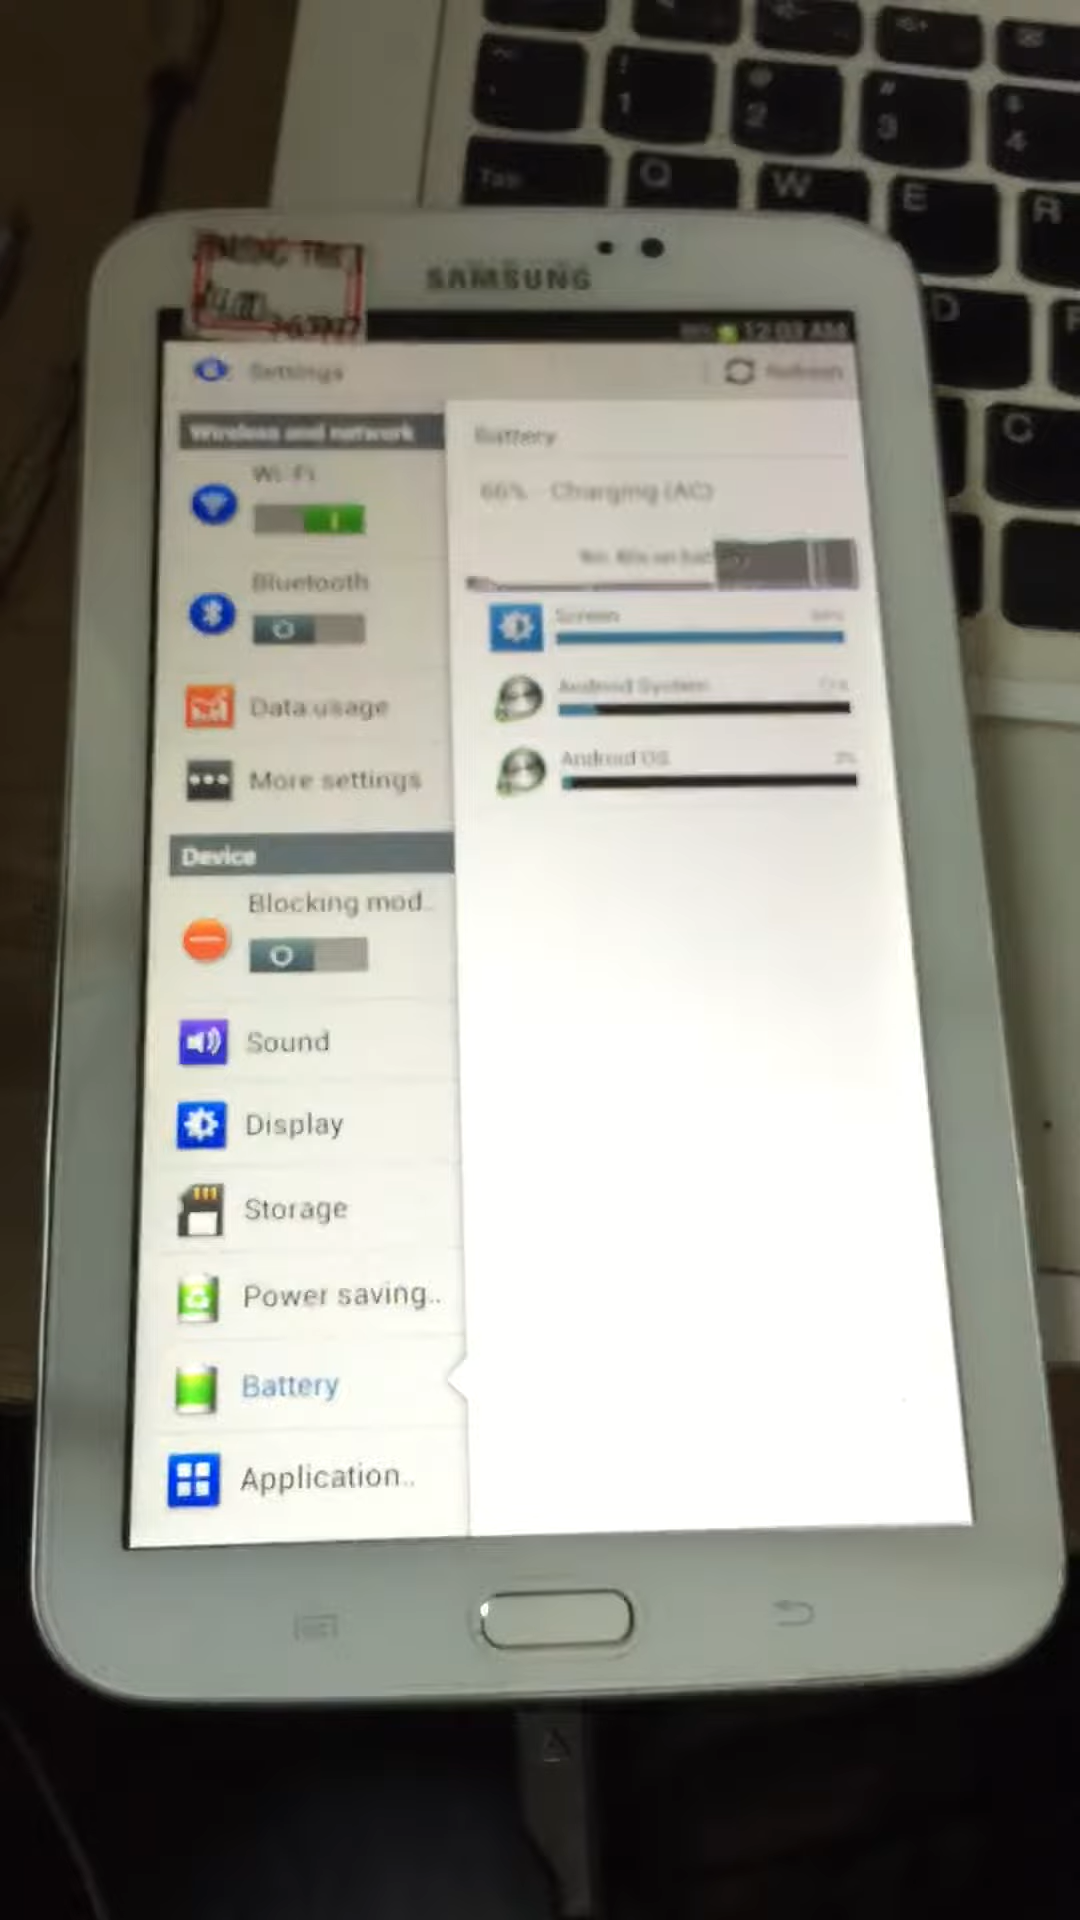 1
2
3
4
Tab
Q
W
E
R
D
C
SAMSUNG
12:03 AM
Settings
Refresh
Wireless and network
Wi-Fi
Bluetooth
Data usage
More settings
Device
Blocking mod..
Sound
Display
Storage
Power saving..
Battery
Application..
Battery
66% Charging (AC)
Screen
Android System
Android OS